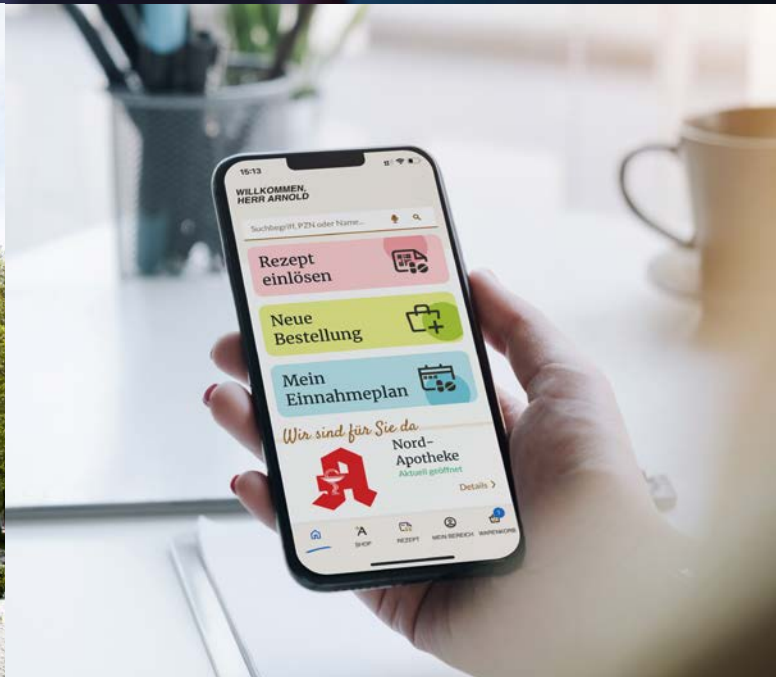 15:13
WILLKOMMEN,
HERR ARNOLD
Suchbegriff, PZN oder Name...
Rezept
einlösen
Neue
Bestellung
Mein
Einnahmeplan
Wir sind für Sie da
Nord-
Apotheke
Aktuell geöffnet
Details >
A
SHOP
REZEPT
MEIN BEREICH
WARENKORB